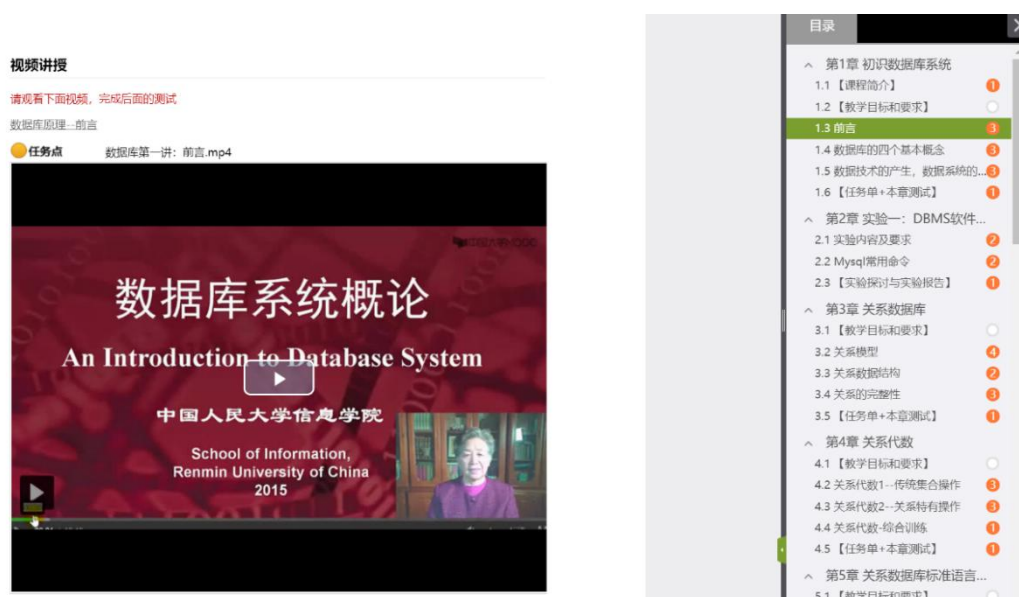 视频讲授
请观看下面视频，完成后面的测试
数据库原理--前言
任务点 数据库第一讲：前言.mp4
数据库系统概论
An Introduction to Database System
中国人民大学信息学院
School of Information,
Renmin University of China
2015
目录
第1章 初识数据库系统
1.1 【课程简介】 1
1.2 【教学目标和要求】
1.3 前言 3
1.4 数据库的四个基本概念 3
1.5 数据技术的产生，数据系统的... 3
1.6 【任务单+本章测试】 1
第2章 实验一：DBMS软件...
2.1 实验内容及要求 2
2.2 Mysql常用命令 2
2.3 【实验探讨与实验报告】 1
第3章 关系数据库
3.1 【教学目标和要求】
3.2 关系模型 4
3.3 关系数据结构 2
3.4 关系的完整性 3
3.5 【任务单+本章测试】 1
第4章 关系代数
4.1 【教学目标和要求】
4.2 关系代数1--传统集合操作 3
4.3 关系代数2--关系特有操作 3
4.4 关系代数-综合训练 1
4.5 【任务单+本章测试】 1
第5章 关系数据库标准语言...
5.1 【教学目标和要求】